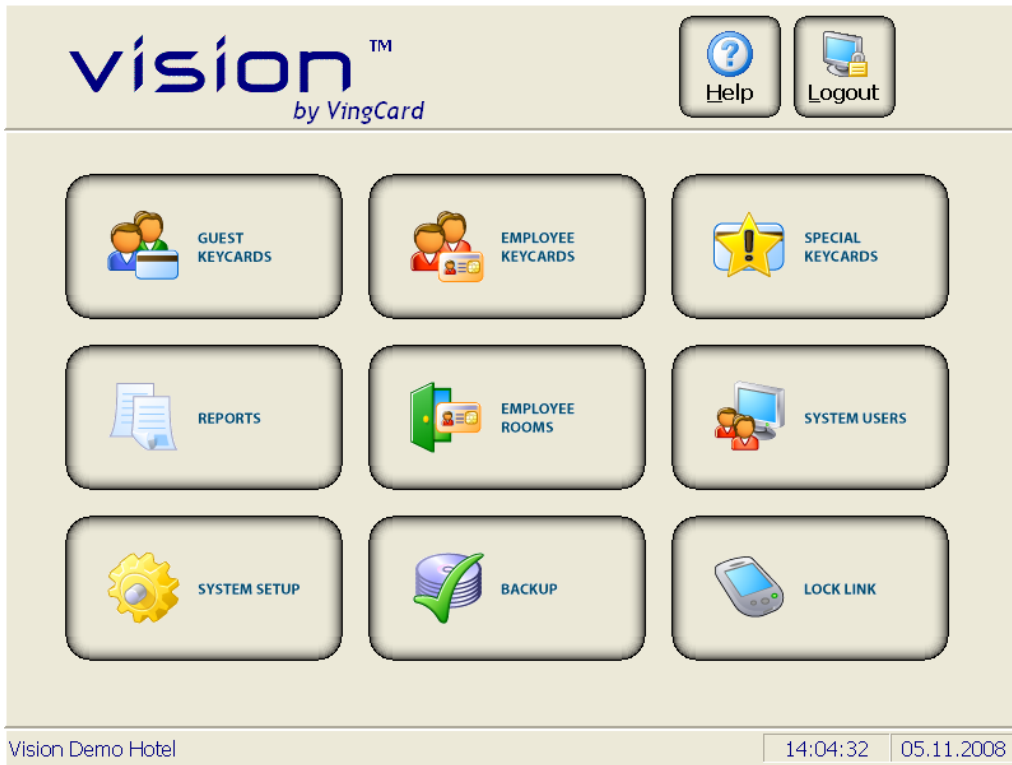 vision™
by VingCard
Help
Logout
GUEST
KEYCARDS
EMPLOYEE
KEYCARDS
SPECIAL
KEYCARDS
REPORTS
EMPLOYEE
ROOMS
SYSTEM USERS
SYSTEM SETUP
BACKUP
LOCK LINK
Vision Demo Hotel
14:04:32
05.11.2008